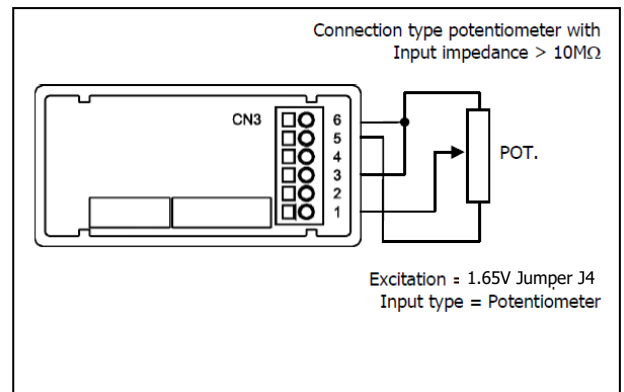 Connection type potentiometer with
Input impedance > 10MΩ
CN3
6
5
4
3
2
1
POT.
Excitation = 1.65V Jumper J4
Input type = Potentiometer